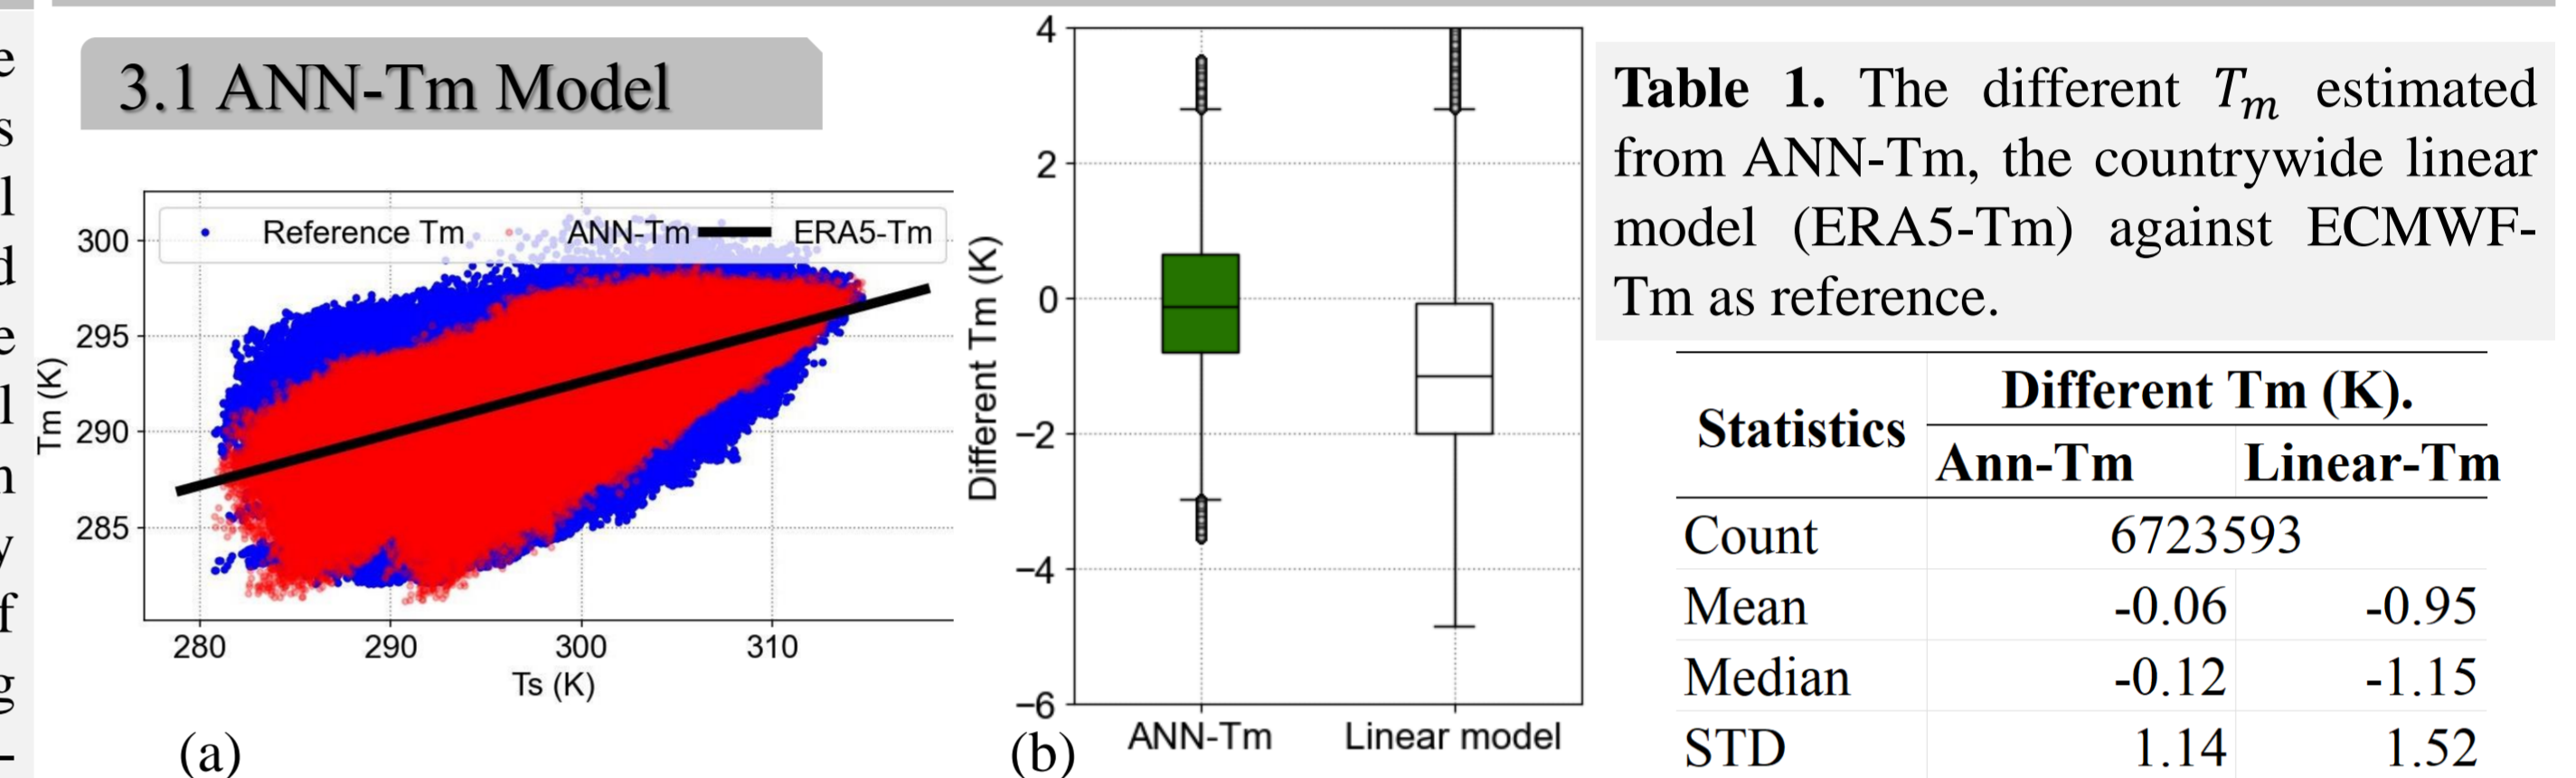 3.1 ANN-Tm Model
Reference Tm ANN-Tm ERA5-Tm
300
295
290
285
Tm (K)
280 290 300 310
Ts (K)
(a)
4
2
0
−2
−4
−6
Different Tm (K)
ANN-Tm Linear model
(b)
Table 1. The different Tm estimated
from ANN-Tm, the countrywide linear
model (ERA5-Tm) against ECMWF-
Tm as reference.
Statistics
Different Tm (K).
Ann-Tm Linear-Tm
Count 6723593
Mean -0.06 -0.95
Median -0.12 -1.15
STD 1.14 1.52